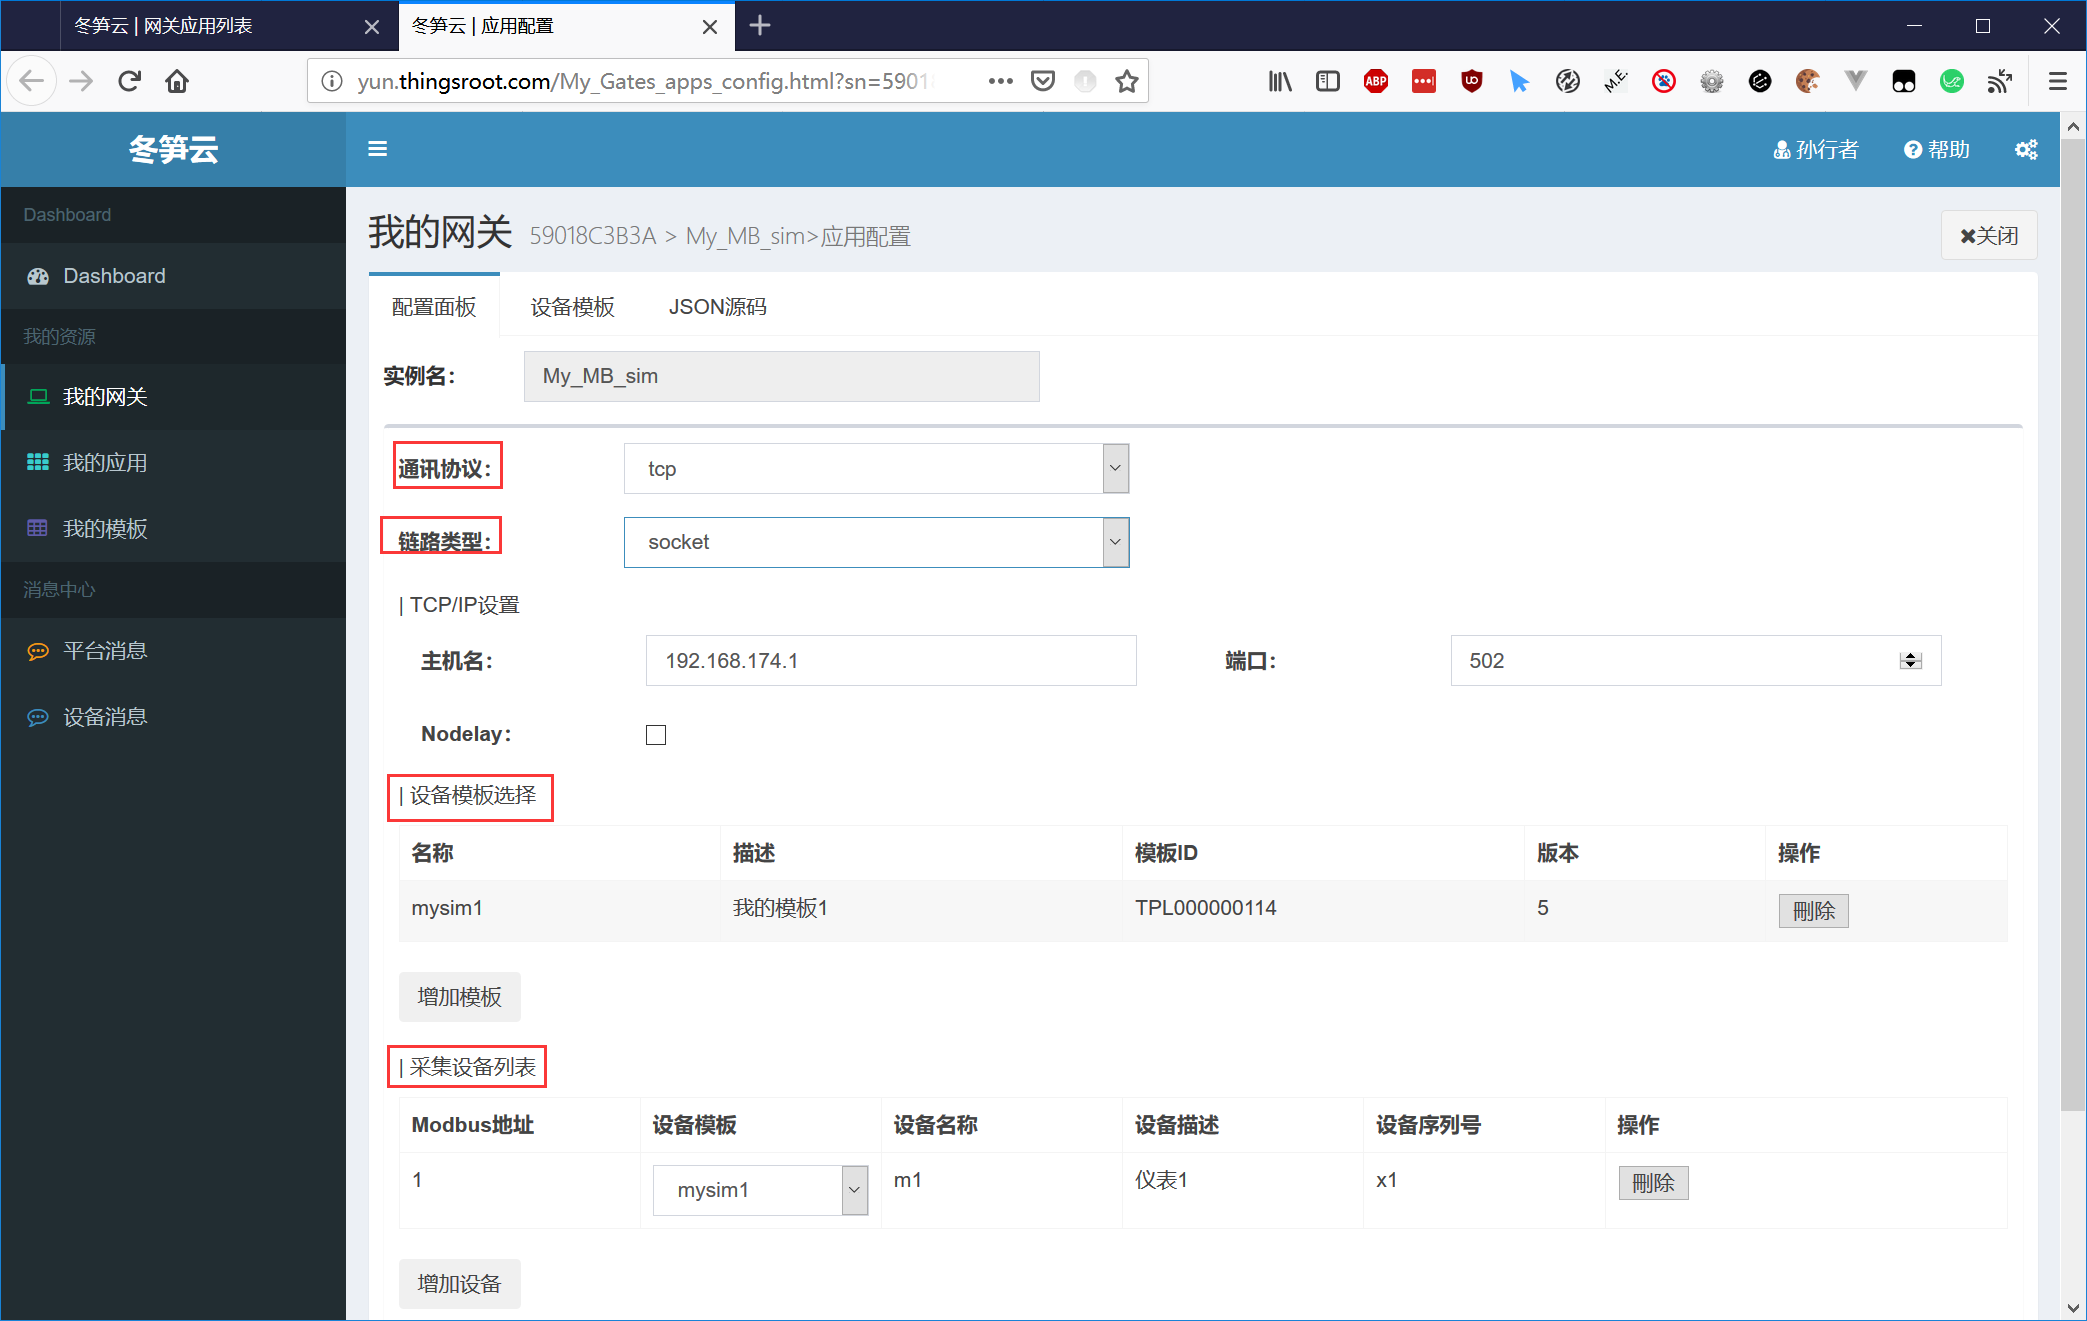 冬笋云 | 网关应用列表
冬笋云 | 应用配置
yun.thingsroot.com/My_Gates_apps_config.html?sn=5901
ABP
冬笋云
孙行者
帮助
Dashboard
Dashboard
我的资源
我的网关
我的应用
我的模板
消息中心
平台消息
设备消息
我的网关 59018C3B3A > My_MB_sim>应用配置
关闭
配置面板 设备模板 JSON源码
实例名： My_MB_sim
通讯协议： tcp
链路类型： socket
| TCP/IP设置
主机名： 192.168.174.1 端口： 502
Nodelay：
| 设备模板选择
名称 描述 模板ID 版本 操作
mysim1 我的模板1 TPL000000114 5 刪除
增加模板
| 采集设备列表
Modbus地址 设备模板 设备名称 设备描述 设备序列号 操作
1 mysim1 m1 仪表1 x1 刪除
增加设备